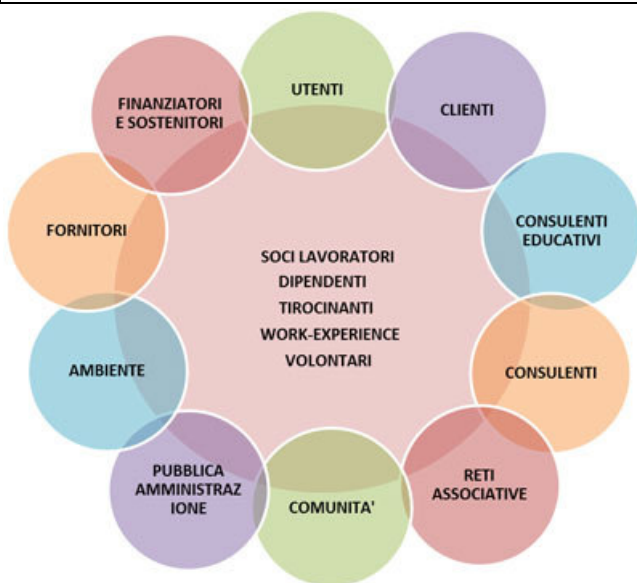 UTENTI
CLIENTI
CONSULENTI
EDUCATIVI
CONSULENTI
RETI
ASSOCIATIVE
COMUNITA'
PUBBLICA
AMMINISTRAZ
IONE
AMBIENTE
FORNITORI
FINANZIATORI
E SOSTENITORI
SOCI LAVORATORI
DIPENDENTI
TIROCINANTI
WORK-EXPERIENCE
VOLONTARI